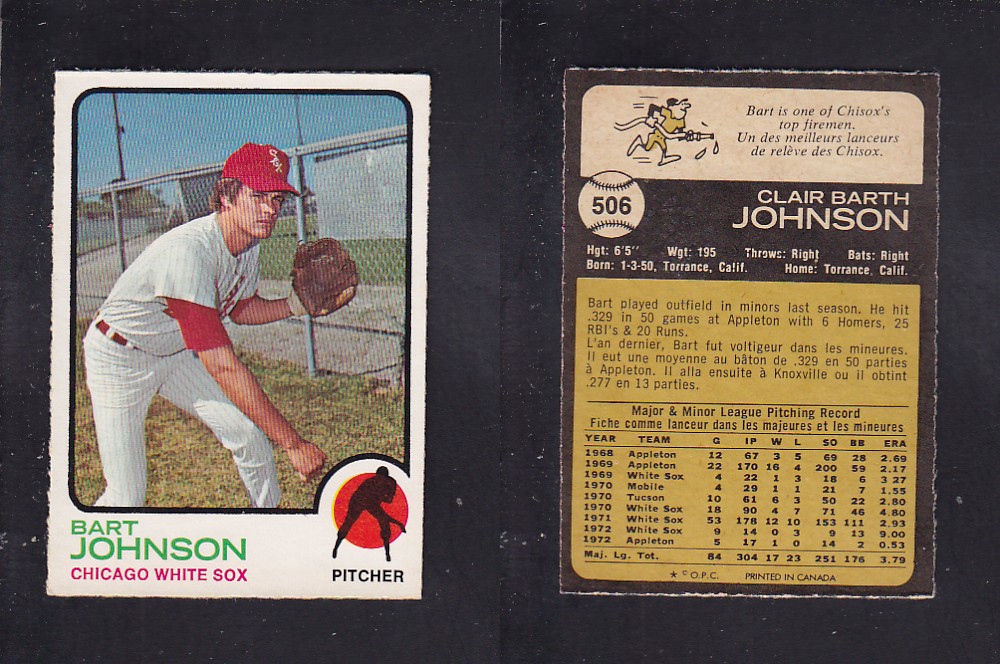 BART
JOHNSON
CHICAGO WHITE SOX
PITCHER
Bart is one of Chisox's
top firemen.
Un des meilleurs lanceurs
de relève des Chisox.
506
CLAIR BARTH
JOHNSON
Hgt: 6'5" Wgt: 195 Throws: Right Bats: Right
Born: 1-3-50, Torrance, Calif. Home: Torrance, Calif.
Bart played outfield in minors last season. He hit
.329 in 50 games at Appleton with 6 Homers, 25
RBI's & 20 Runs.
L'an dernier, Bart fut voltigeur dans les mineures.
Il eut une moyenne au bâton de .329 en 50 parties
à Appleton. Il alla ensuite à Knoxville ou il obtint
.277 en 13 parties.
Major & Minor League Pitching Record
Fiche comme lanceur dans les majeures et les mineures
YEAR TEAM G IP W L SO BB ERA
1968 Appleton 12 67 3 5 69 28 2.69
1969 Appleton 22 170 16 4 200 59 2.17
1969 White Sox 4 22 1 3 18 6 3 27
1970 Mobile 4 29 1 1 21 7 1.55
1970 Tucson 10 61 6 3 50 22 2.80
1970 White Sox 18 90 4 7 71 46 4.80
1971 White Sox 53 178 12 10 153 111 2.93
1972 White Sox 9 14 0 3 9 13 9.00
1972 Appleton 5 17 1 0 14 2 0.53
Maj. Lg. Tot. 84 304 17 23 251 176 3.79
★ © O.P.C. PRINTED IN CANADA